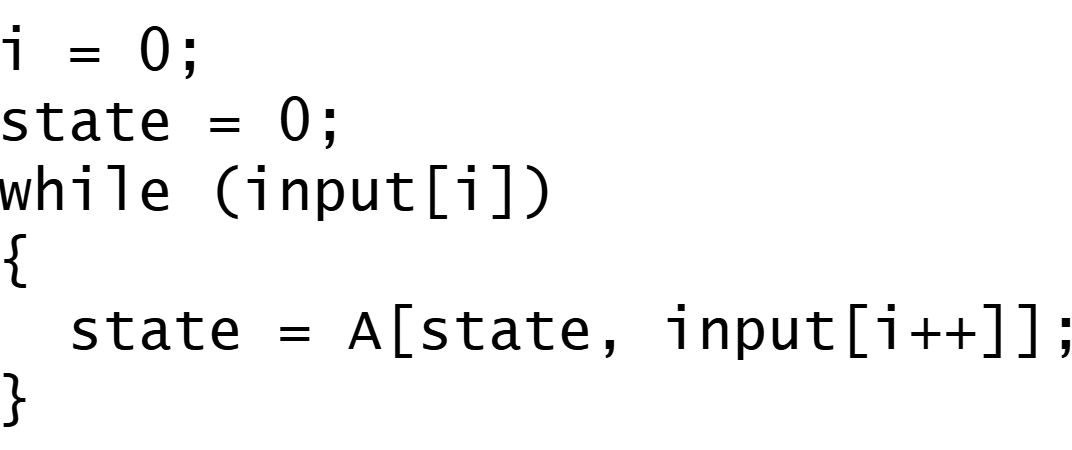 i = 0;
state = 0;
while (input[i])
{
  state = A[state, input[i++]];
}